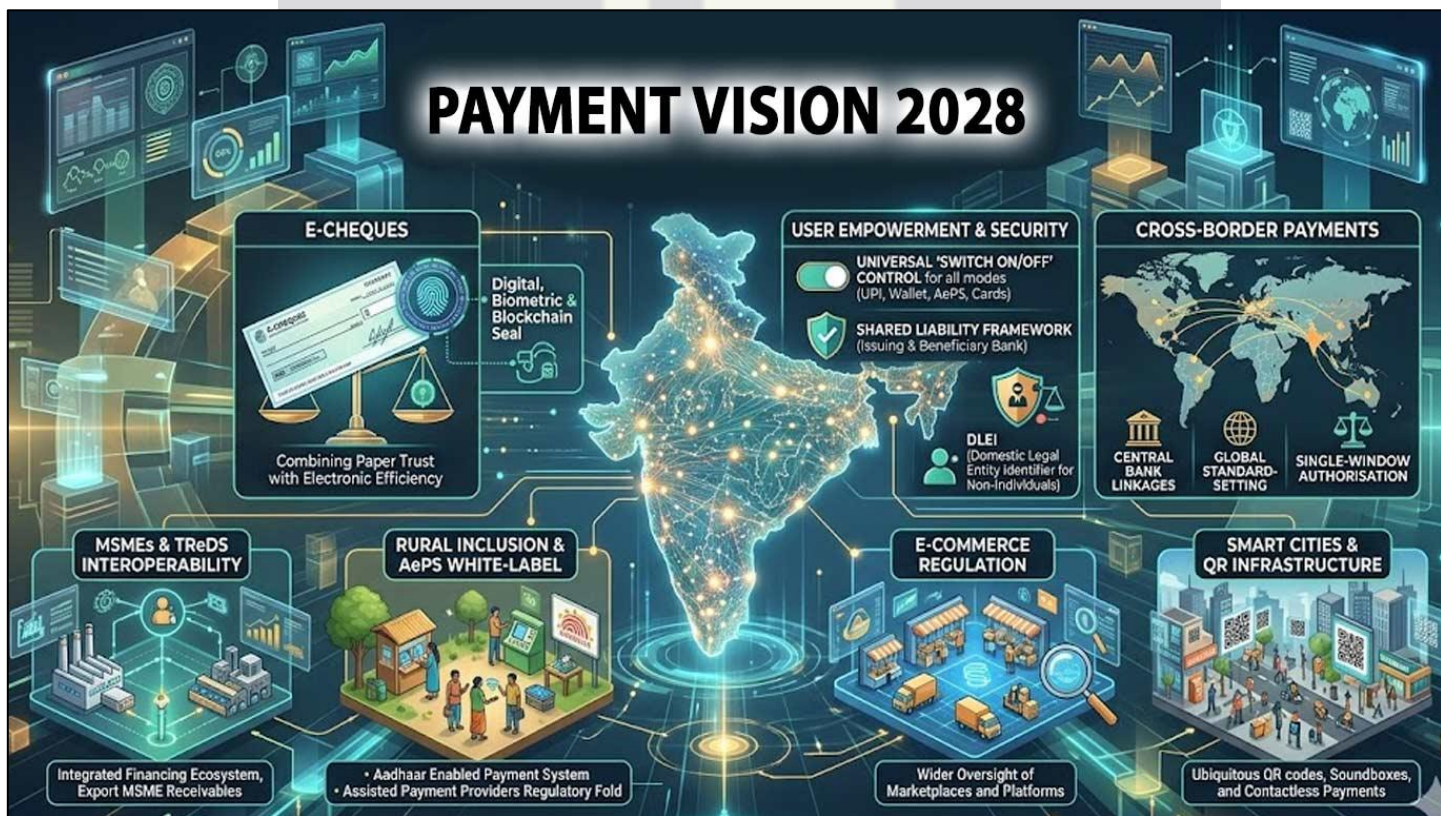 PAYMENT VISION 2028
E-CHEQUES
E-CHEQUES
Digital,
Biometric &
Blockchain
Seal
Combining Paper Trust
with Electronic Efficiency
USER EMPOWERMENT & SECURITY
UNIVERSAL 'SWITCH ON/OFF'
CONTROL for all modes
(UPI, Wallet, AePS, Cards)
SHARED LIABILITY FRAMEWORK
(Issuing & Beneficiary Bank)
DLEI
(Domestic Legal
Entity Identifier for
Non-Individuals)
CROSS-BORDER PAYMENTS
CENTRAL
BANK
LINKAGES
GLOBAL
STANDARD-
SETTING
SINGLE-WINDOW
AUTHORISATION
MSMEs & TReDS
INTEROPERABILITY
Integrated Financing Ecosystem,
Export MSME Receivables
RURAL INCLUSION &
AePS WHITE-LABEL
• Aadhaar Enabled Payment System
• Assisted Payment Providers Regulatory Fold
E-COMMERCE
REGULATION
Wider Oversight of
Marketplaces and Platforms
SMART CITIES &
QR INFRASTRUCTURE
Ubiquitous QR codes, Soundboxes,
and Contactless Payments